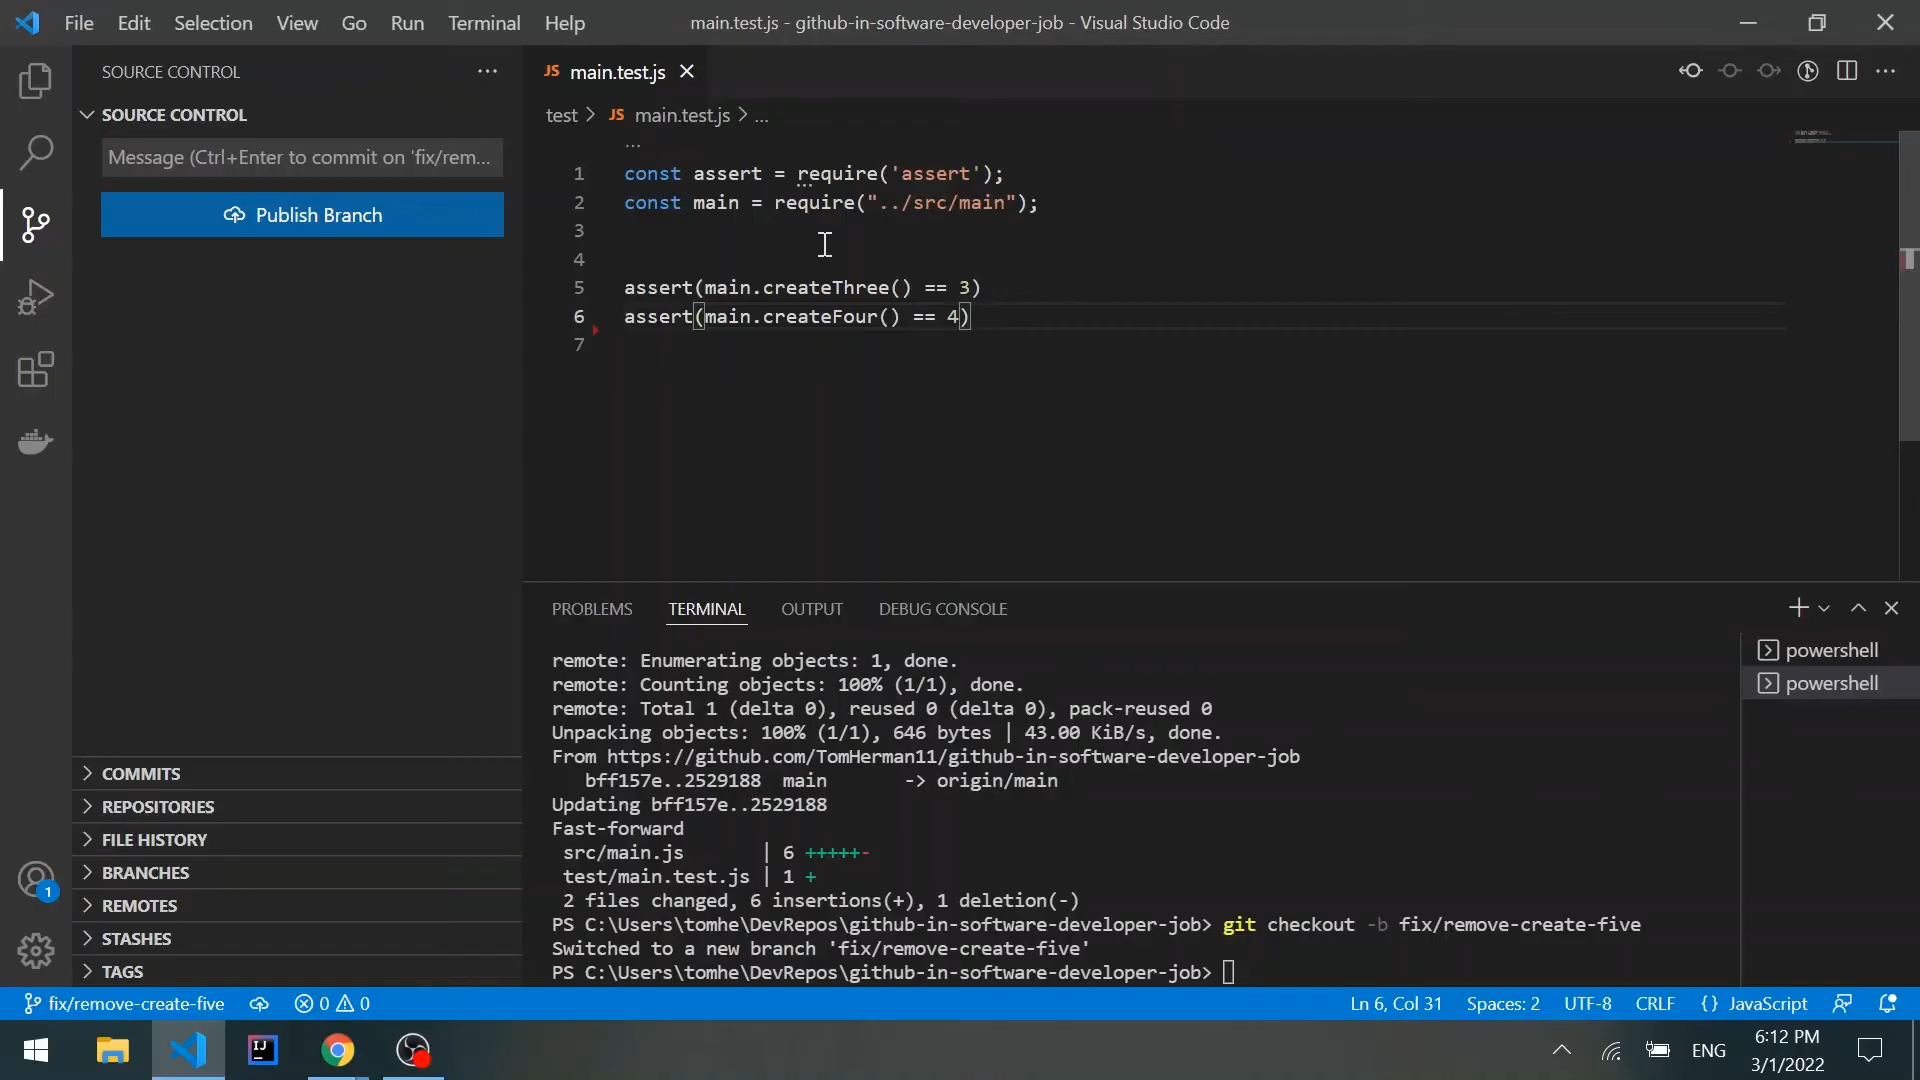 File Edit Selection View Go Run Terminal Help
main.test.js - github-in-software-developer-job - Visual Studio Code
SOURCE CONTROL
SOURCE CONTROL
Message (Ctrl+Enter to commit on 'fix/rem...
Publish Branch
COMMITS
REPOSITORIES
FILE HISTORY
BRANCHES
REMOTES
STASHES
TAGS
JS main.test.js
test > JS main.test.js > ...
...
1 const assert = require('assert');
2 const main = require("../src/main");
3
4
5 assert(main.createThree() == 3)
6 assert(main.createFour() == 4)
7
PROBLEMS TERMINAL OUTPUT DEBUG CONSOLE
powershell
powershell
remote: Enumerating objects: 1, done.
remote: Counting objects: 100% (1/1), done.
remote: Total 1 (delta 0), reused 0 (delta 0), pack-reused 0
Unpacking objects: 100% (1/1), 646 bytes | 43.00 KiB/s, done.
From https://github.com/TomHerman11/github-in-software-developer-job
bff157e..2529188 main -> origin/main
Updating bff157e..2529188
Fast-forward
src/main.js | 6 +++++-
test/main.test.js | 1 +
2 files changed, 6 insertions(+), 1 deletion(-)
PS C:\Users\tomhe\DevRepos\github-in-software-developer-job> git checkout -b fix/remove-create-five
Switched to a new branch 'fix/remove-create-five'
PS C:\Users\tomhe\DevRepos\github-in-software-developer-job>
1
fix/remove-create-five 0 0
Ln 6, Col 31 Spaces: 2 UTF-8 CRLF {} JavaScript
IJ
ENG
6:12 PM
3/1/2022